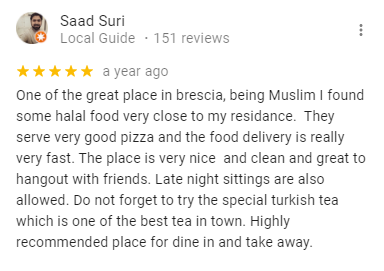 Saad Suri
Local Guide · 151 reviews
a year ago
One of the great place in brescia, being Muslim I found
some halal food very close to my residance.  They
serve very good pizza and the food delivery is really
very fast. The place is very nice  and clean and great to
hangout with friends. Late night sittings are also
allowed. Do not forget to try the special turkish tea
which is one of the best tea in town. Highly
recommended place for dine in and take away.